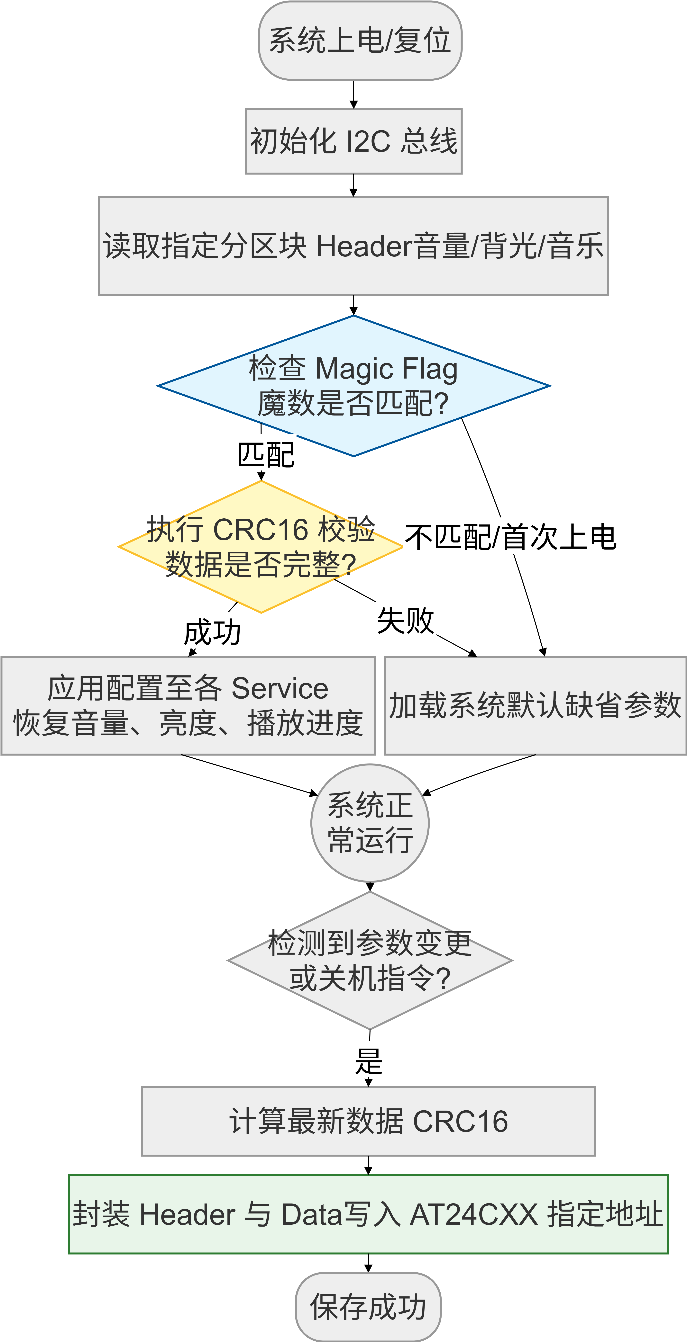 系统上电/复位
初始化 I2C 总线
读取指定分区块 Header音量/背光/音乐
检查 Magic Flag
魔数是否匹配?
匹配
执行 CRC16 校验
数据是否完整?
不匹配/首次上电
成功
失败
应用配置至各 Service
恢复音量、亮度、播放进度
加载系统默认缺省参数
系统正
常运行
检测到参数变更
或关机指令?
是
计算最新数据 CRC16
封装 Header 与 Data写入 AT24CXX 指定地址
保存成功